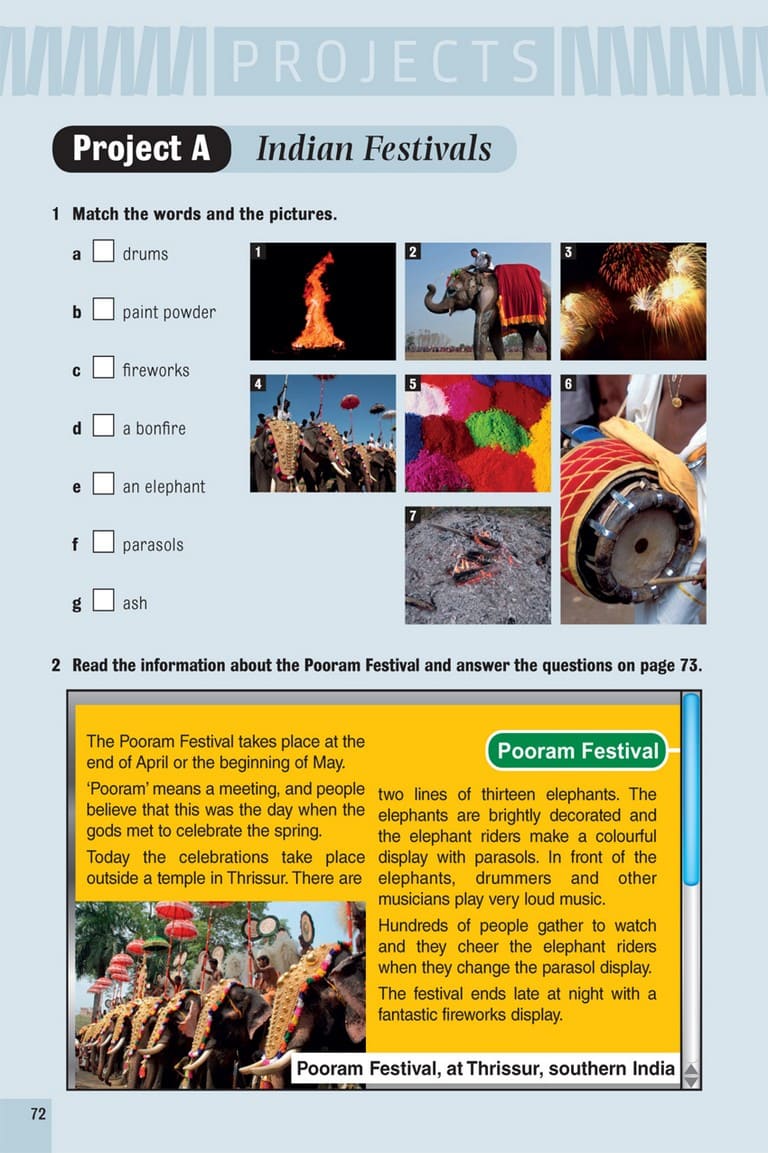 PROJECTS
Project A Indian Festivals
1 Match the words and the pictures.
a drums
b paint powder
c fireworks
d a bonfire
e an elephant
f parasols
g ash
1
2
3
4
5
6
7
2 Read the information about the Pooram Festival and answer the questions on page 73.
Pooram Festival
The Pooram Festival takes place at the
end of April or the beginning of May.
‘Pooram’ means a meeting, and people
believe that this was the day when the
gods met to celebrate the spring.
Today the celebrations take place
outside a temple in Thrissur. There are
two lines of thirteen elephants. The
elephants are brightly decorated and
the elephant riders make a colourful
display with parasols. In front of the
elephants, drummers and other
musicians play very loud music.
Hundreds of people gather to watch
and they cheer the elephant riders
when they change the parasol display.
The festival ends late at night with a
fantastic fireworks display.
Pooram Festival, at Thrissur, southern India
72